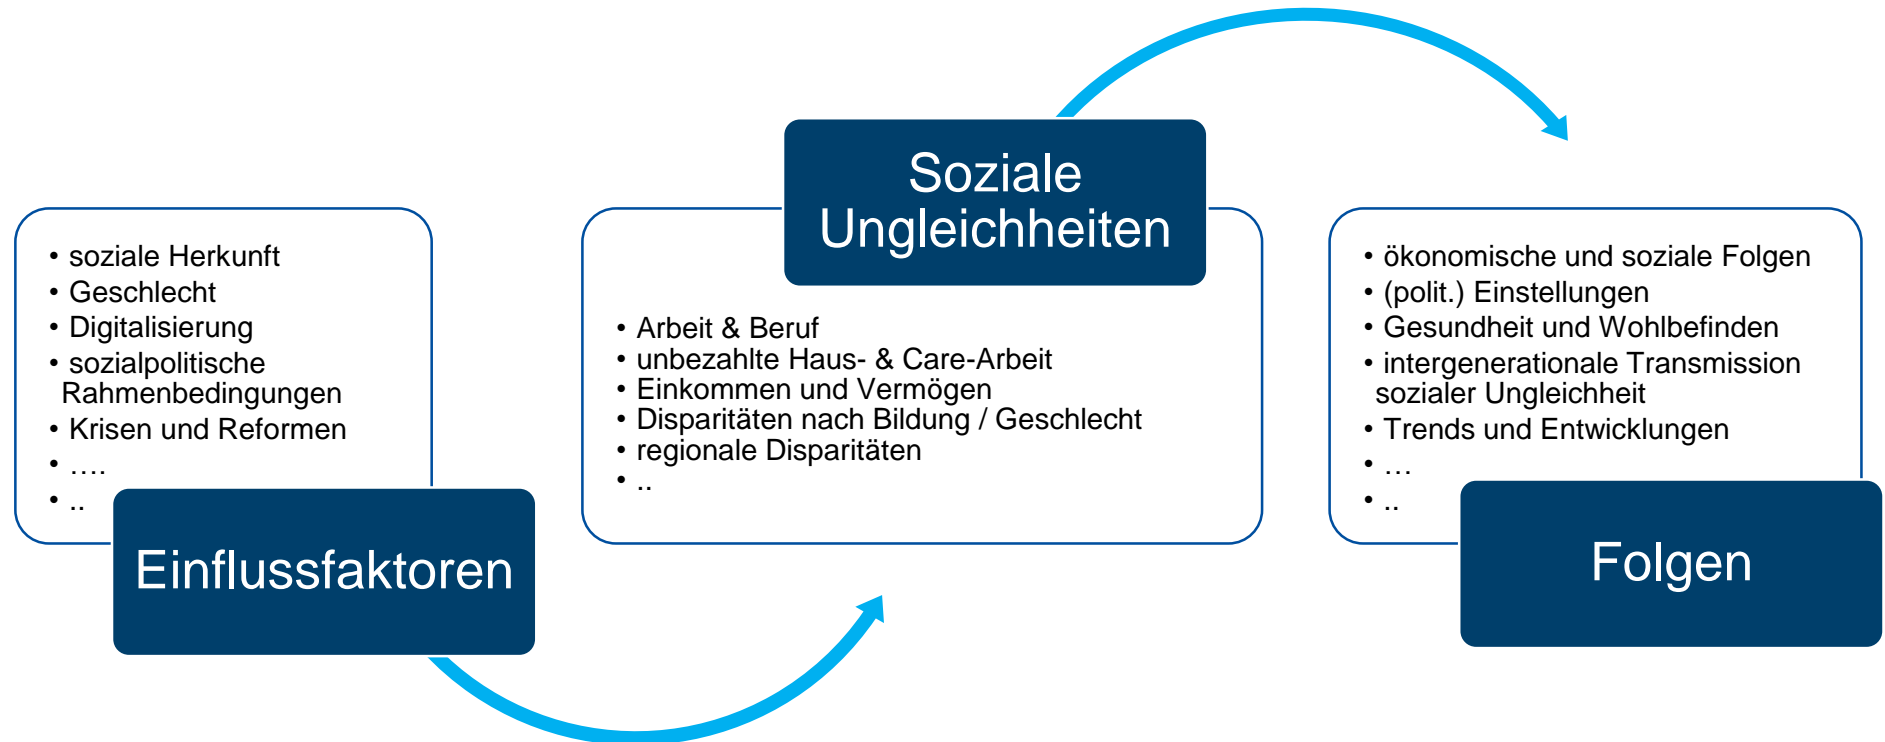 • soziale Herkunft
• Geschlecht
• Digitalisierung
• sozialpolitische
Rahmenbedingungen
• Krisen und Reformen
• ….
• ..
Einflussfaktoren
Soziale
Ungleichheiten
• Arbeit & Beruf
• unbezahlte Haus- & Care-Arbeit
• Einkommen und Vermögen
• Disparitäten nach Bildung / Geschlecht
• regionale Disparitäten
• ..
• ökonomische und soziale Folgen
• (polit.) Einstellungen
• Gesundheit und Wohlbefinden
• intergenerationale Transmission
sozialer Ungleichheit
• Trends und Entwicklungen
• …
• ..
Folgen